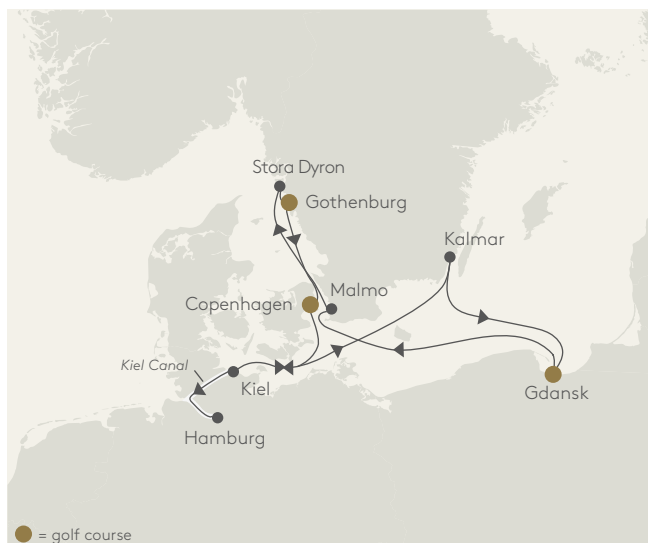 Stora Dyron
Gothenburg
Kalmar
Malmo
Copenhagen
Kiel Canal
Kiel
Gdansk
Hamburg
= golf course